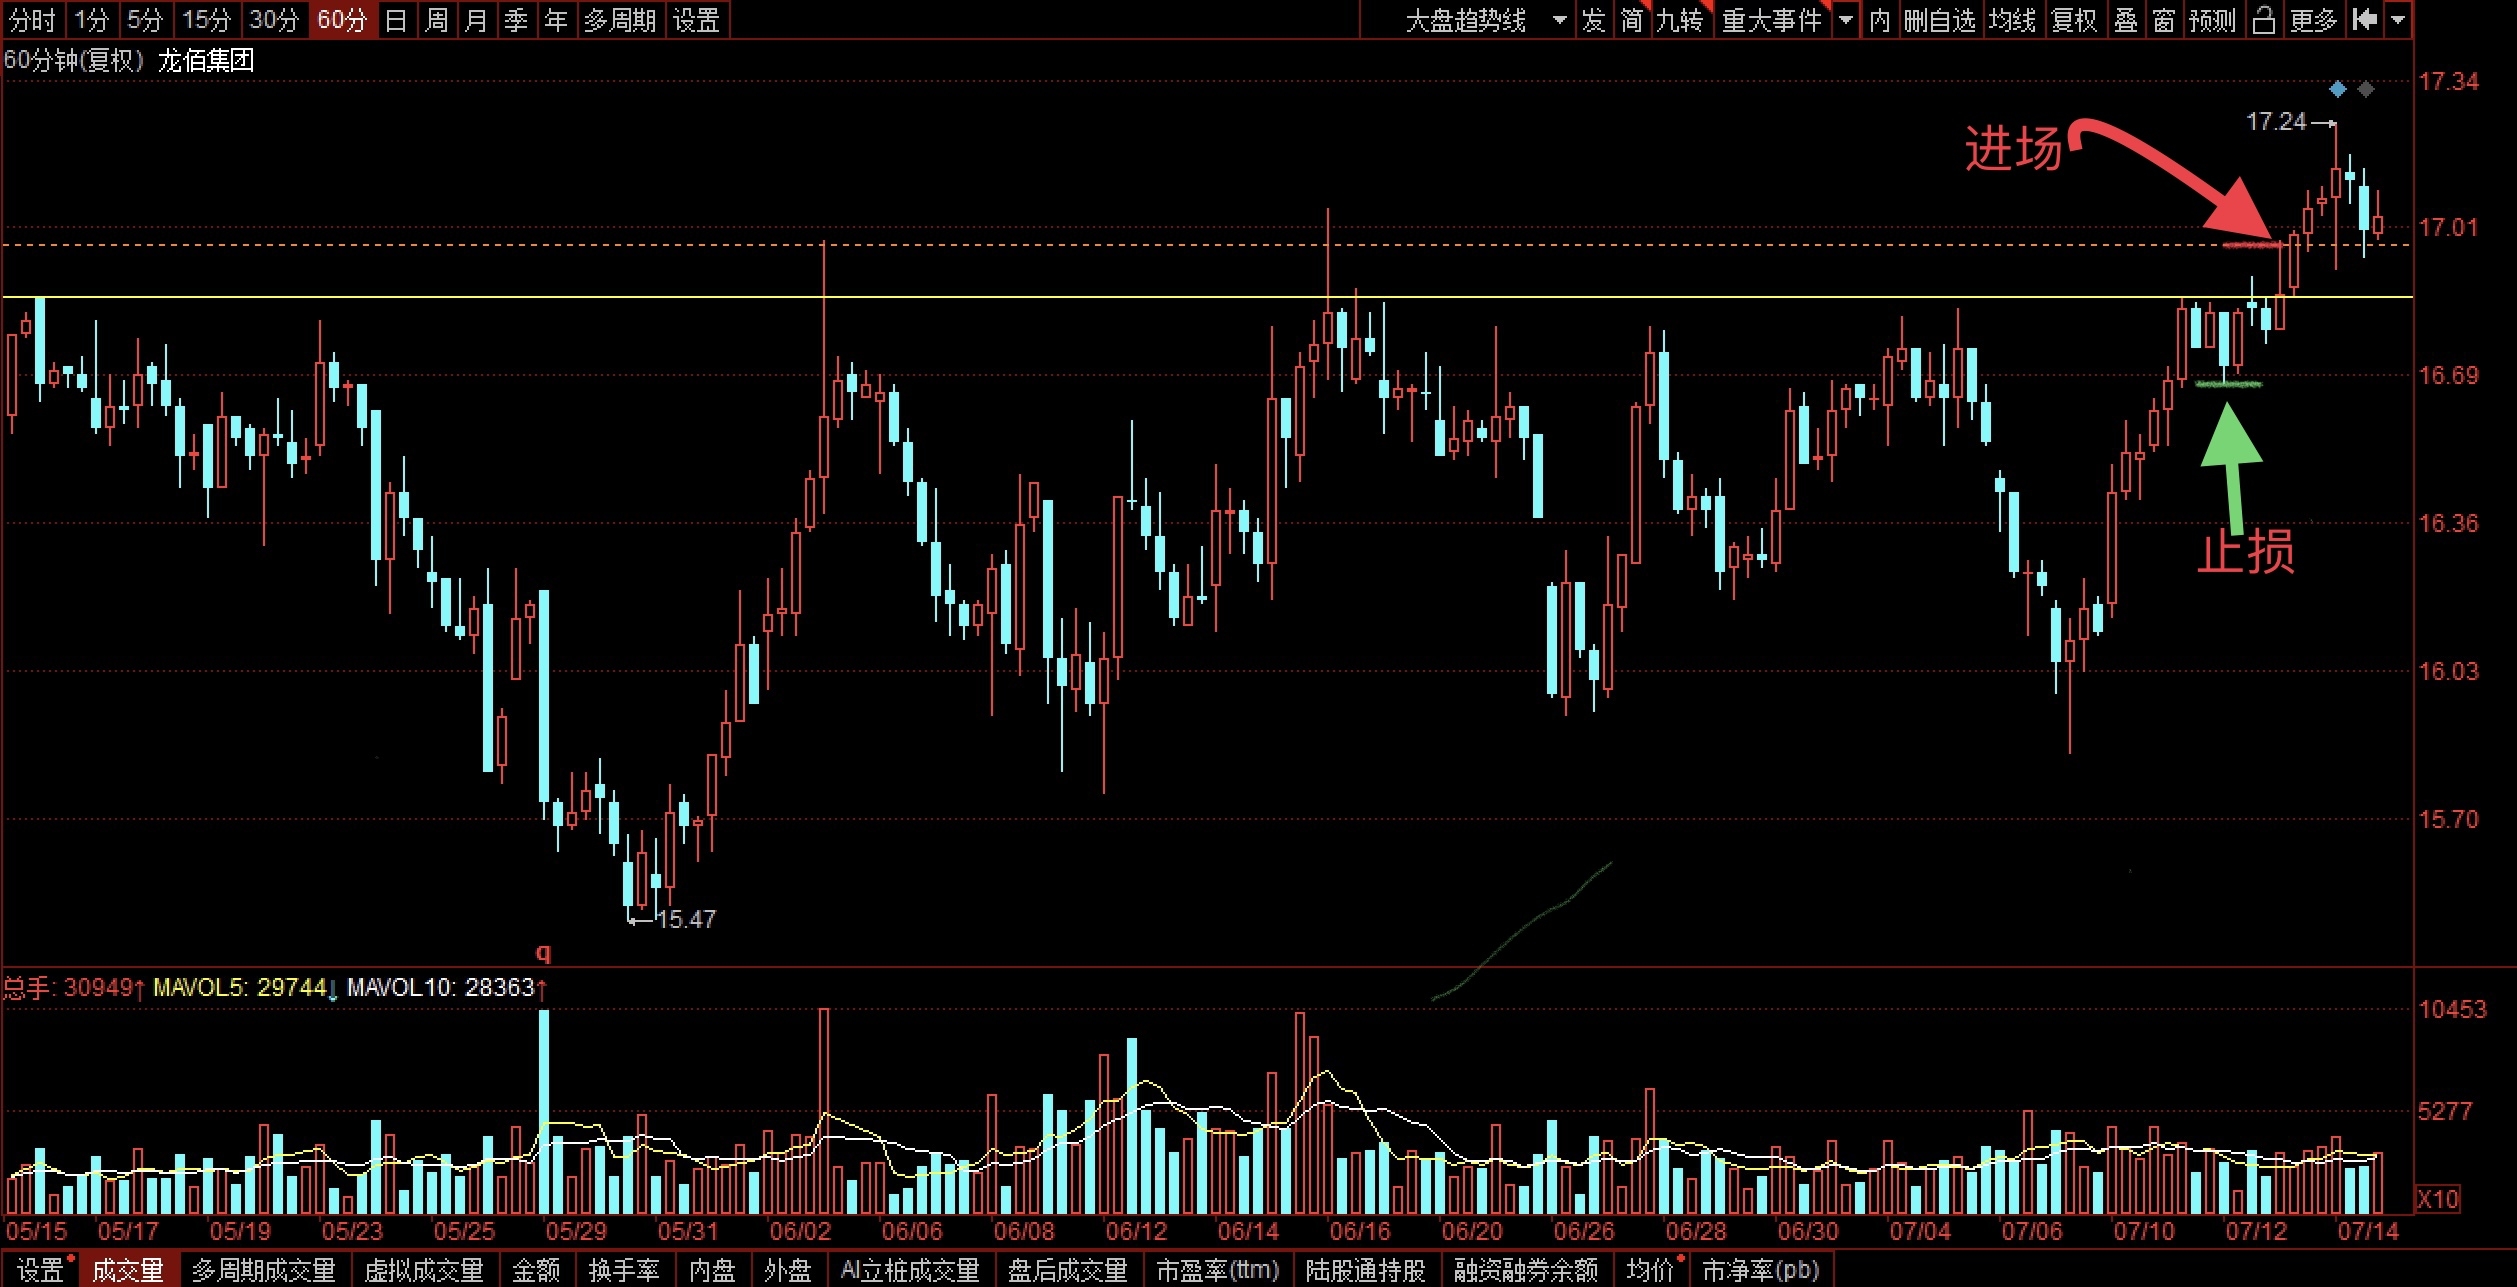 分时 1分 5分 15分 30分 60分 日 周 月 季 年 多周期 设置 大盘趋势线 发 简 九转 重大事件 内 删自选 均线 复权 叠 窗 预测 更多
60分钟(复权) 龙佰集团
17.34
17.24
进场
17.01
16.69
16.36
止损
16.03
15.70
15.47
q
总手: 30949↑ MAVOL5: 29744↓ MAVOL10: 28363↑
10453
5277
X10
05/15 05/17 05/19 05/23 05/25 05/29 05/31 06/02 06/06 06/08 06/12 06/14 06/16 06/20 06/26 06/28 06/30 07/04 07/06 07/10 07/12 07/14
设置 成交量 多周期成交量 虚拟成交量 金额 换手率 内盘 外盘 AI立桩成交量 盘后成交量 市盈率(ttm) 陆股通持股 融资融券余额 均价 市净率(pb)